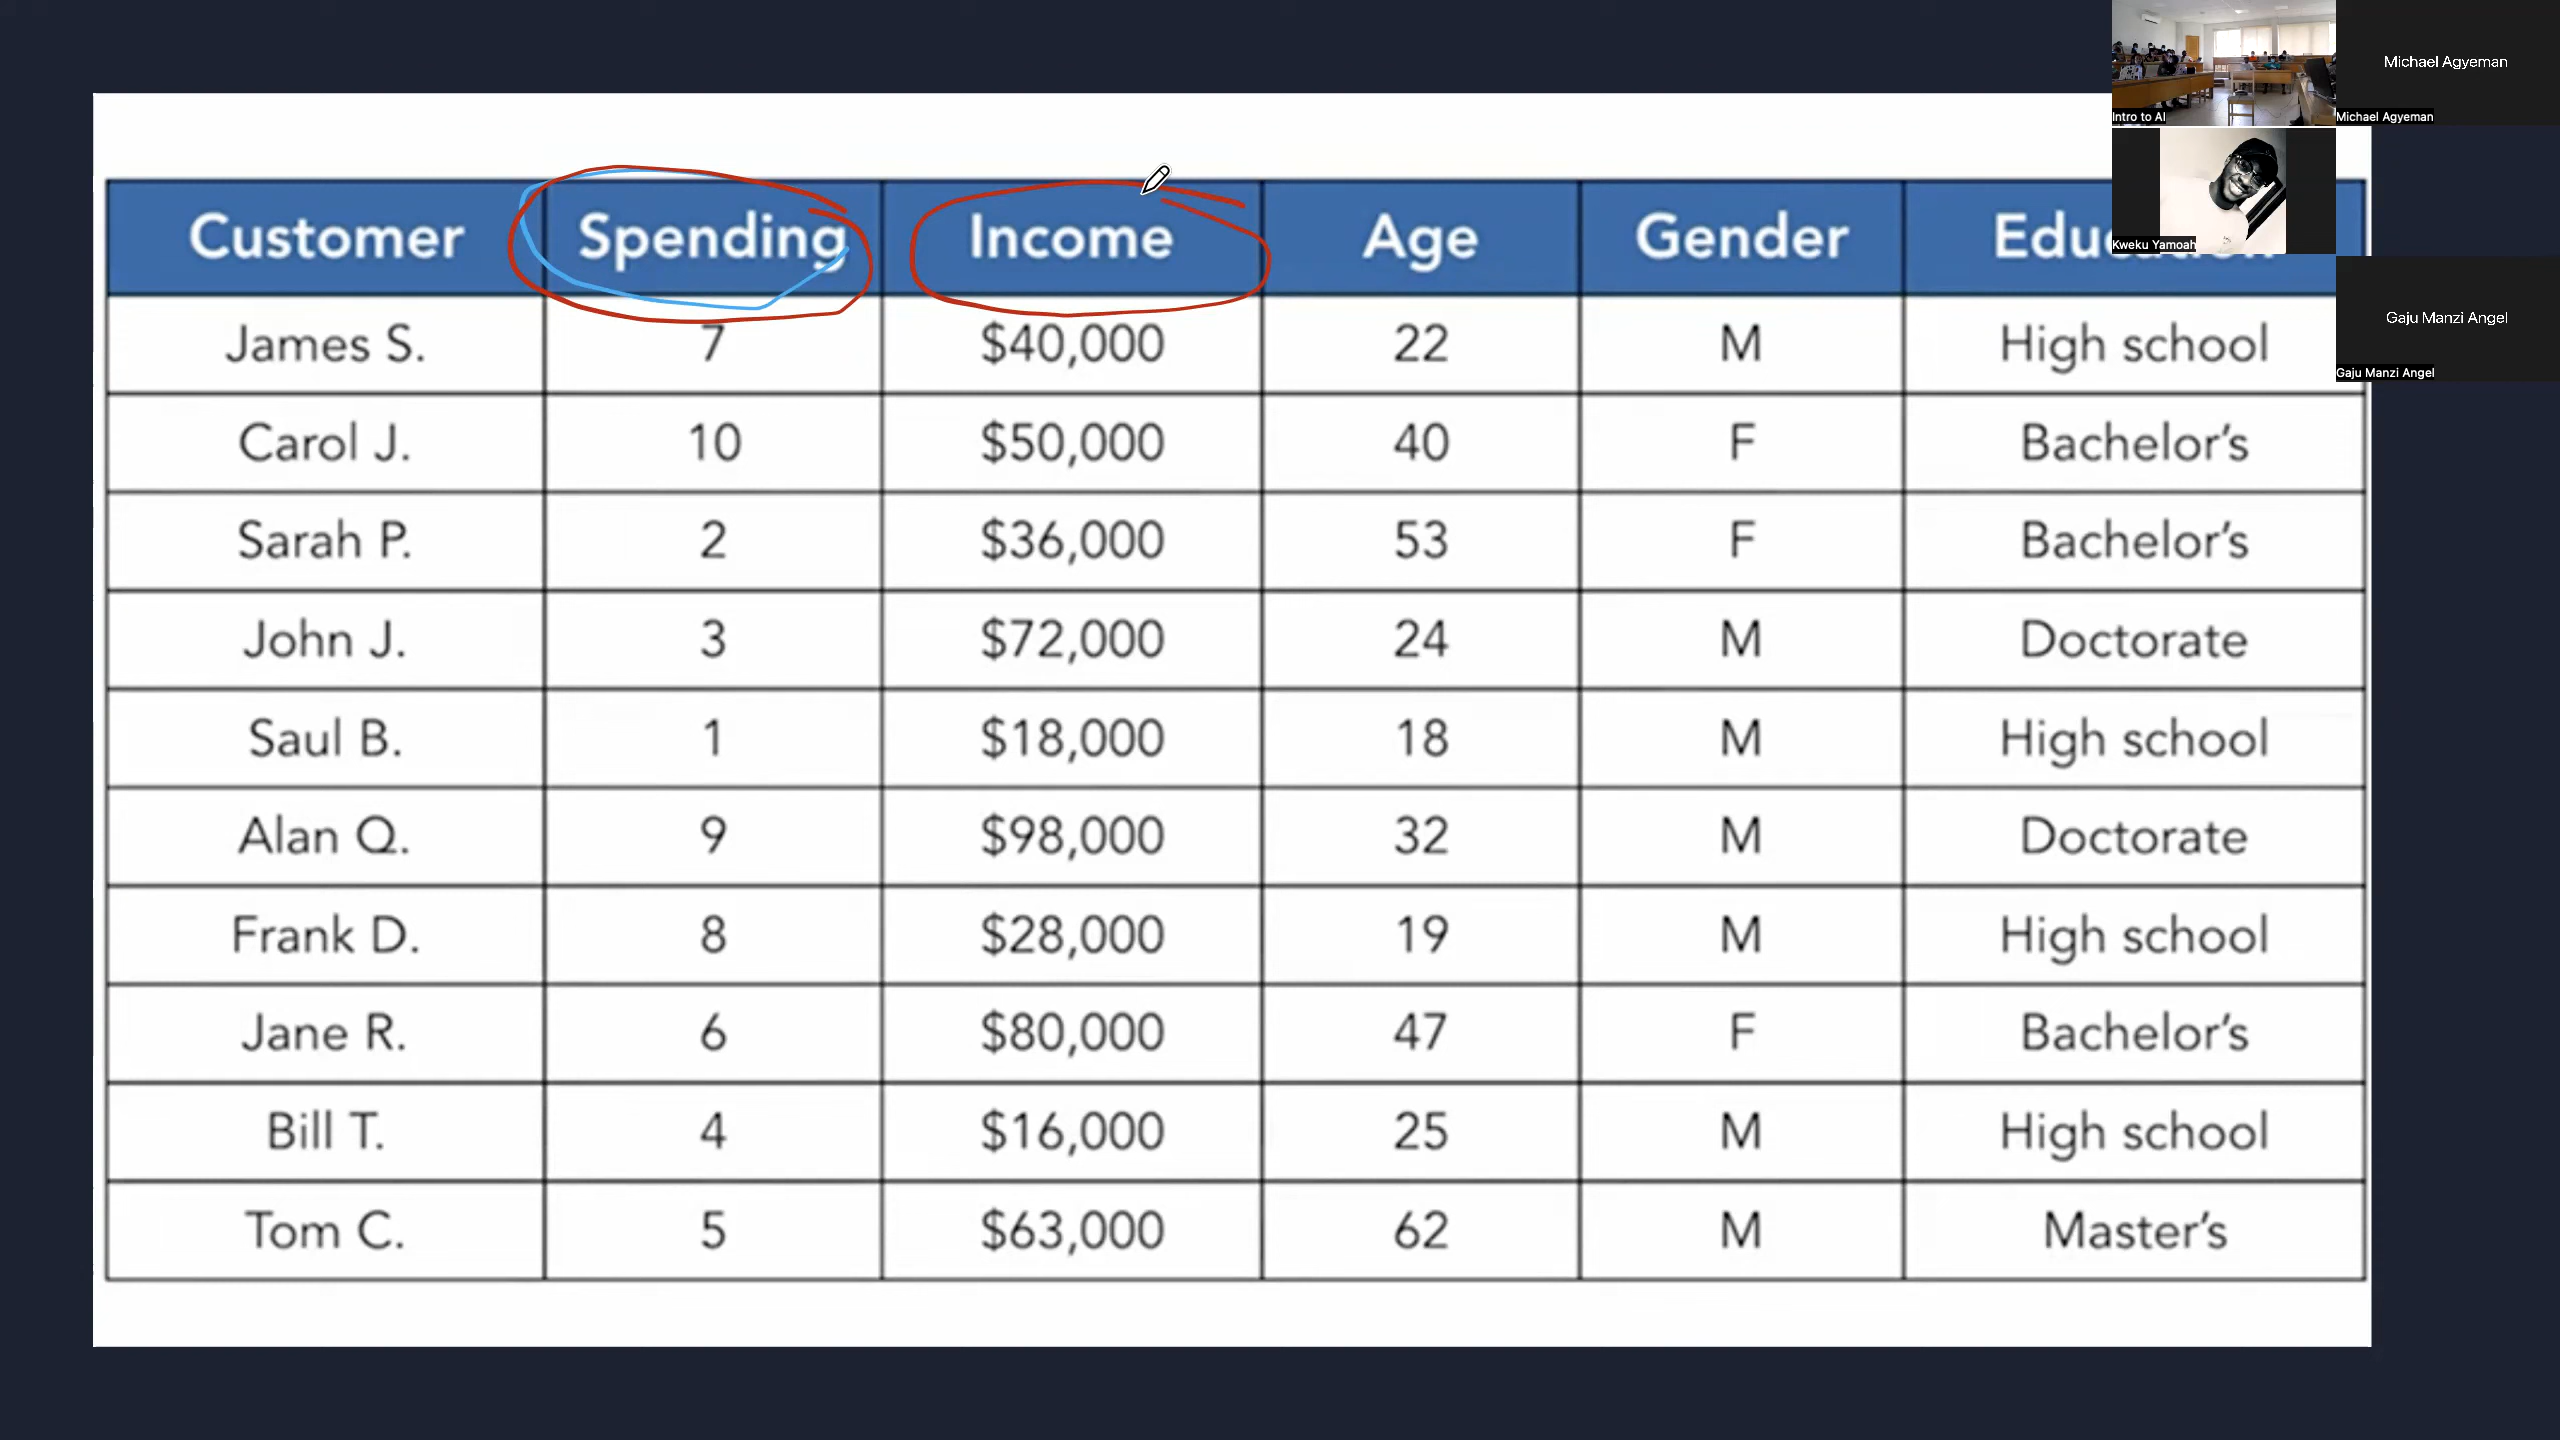 Customer Spending Income Age Gender
James S. 7 $40,000 22 M High school
Carol J. 10 $50,000 40 F Bachelor’s
Sarah P. 2 $36,000 53 F Bachelor’s
John J. 3 $72,000 24 M Doctorate
Saul B. 1 $18,000 18 M High school
Alan Q. 9 $98,000 32 M Doctorate
Frank D. 8 $28,000 19 M High school
Jane R. 6 $80,000 47 F Bachelor’s
Bill T. 4 $16,000 25 M High school
Tom C. 5 $63,000 62 M Master’s
Michael Agyeman
Intro to AI
Michael Agyeman
Kweku Yamoah
Gaju Manzi Angel
Gaju Manzi Angel